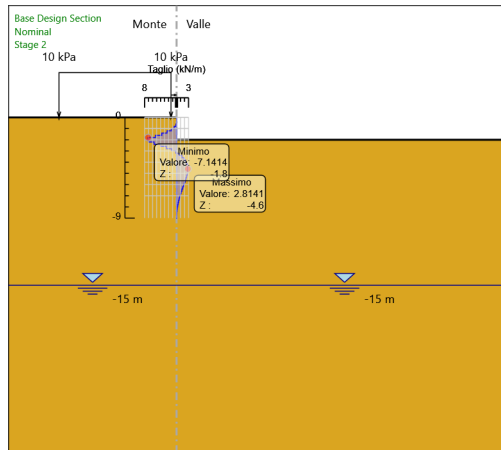 Base Design Section
Nominal
Stage 2
Monte Valle
10 kPa 10 kPa
Taglio (kN/m)
8 3
0
Minimo
Valore: -7.1414
Z : -1.8
Massimo
Valore: 2.8141
Z : -4.6
-9
-15 m -15 m